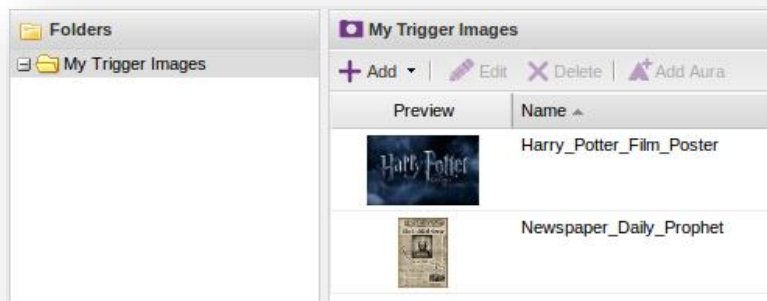 Folders
My Trigger Images
My Trigger Images
Add Edit Delete Add Aura
Preview Name
Harry Potter
Harry_Potter_Film_Poster
Newspaper_Daily_Prophet